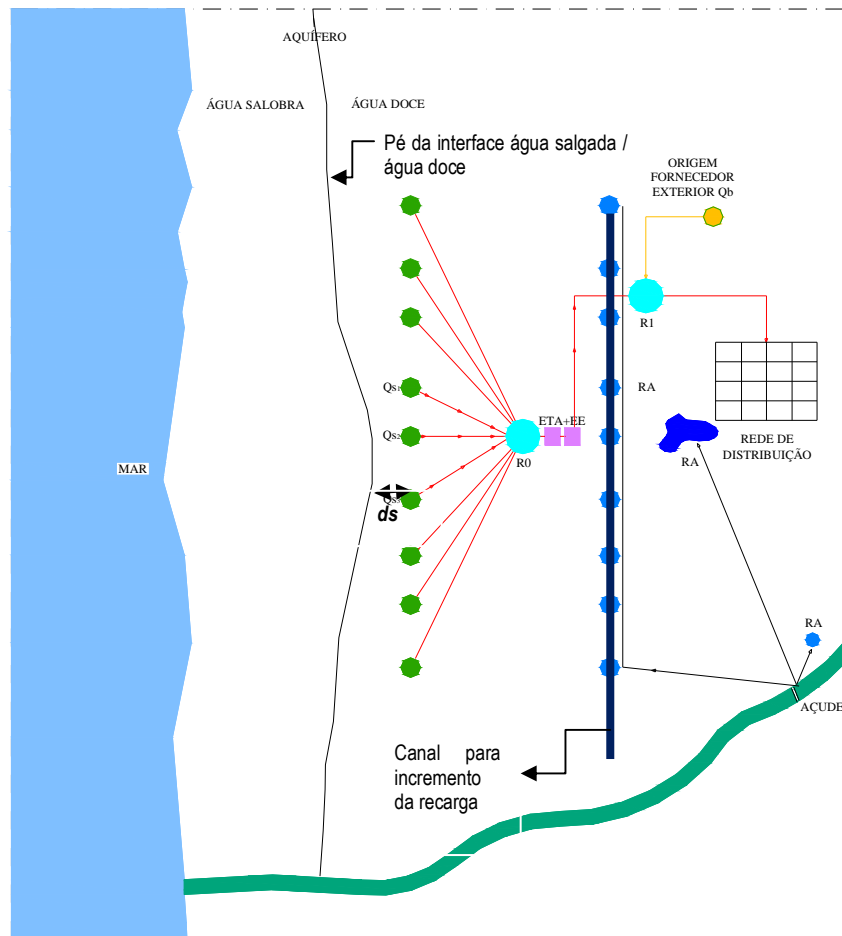 AQUÍFERO
ÁGUA SALOBRA
ÁGUA DOCE
Pé da interface água salgada /
água doce
ORIGEM
FORNECEDOR
EXTERIOR Qb
R1
Qs1
RA
ETA+EE
Qs2
R0
REDE DE
DISTRIBUIÇÃO
RA
MAR
Qs3
ds
RA
AÇUDE
Canal para
incremento
da recarga